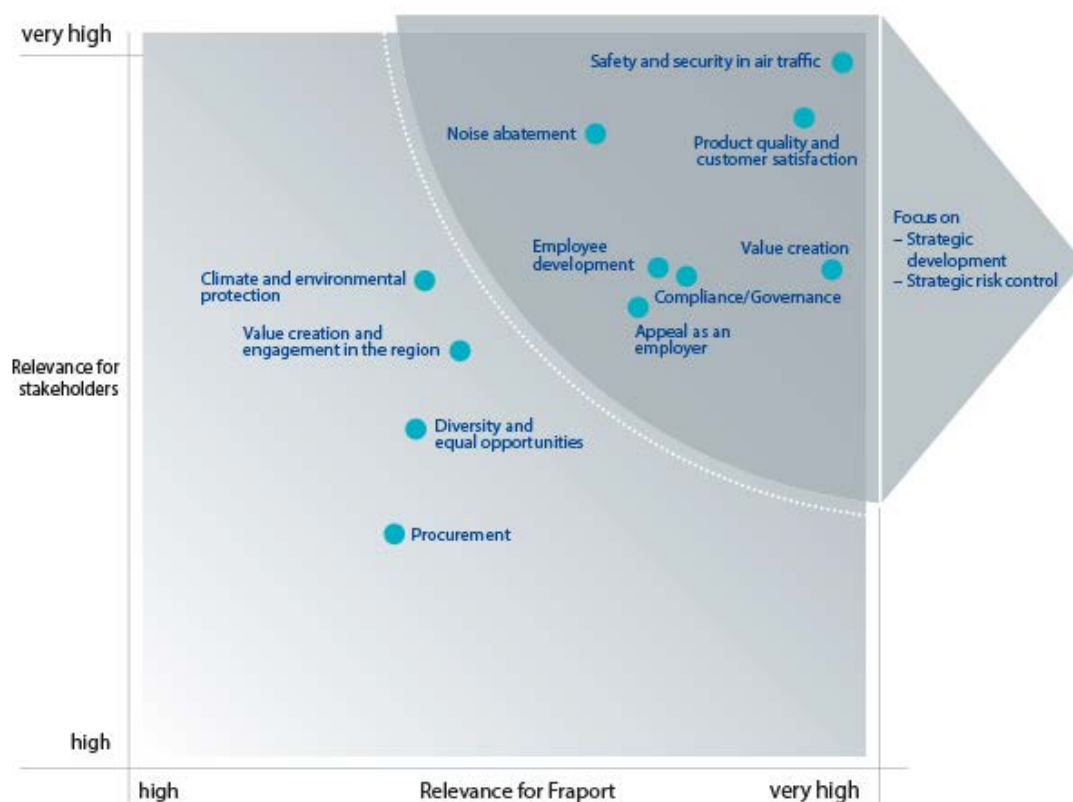 very high
Safety and security in air traffic
Noise abatement
Product quality and
customer satisfaction
Focus on
– Strategic
development
– Strategic risk control
Employee
development
Value creation
Climate and environmental
protection
Compliance/Governance
Appeal as an
employer
Value creation and
engagement in the region
Relevance for
stakeholders
Diversity and
equal opportunities
Procurement
high
high
Relevance for Fraport
very high